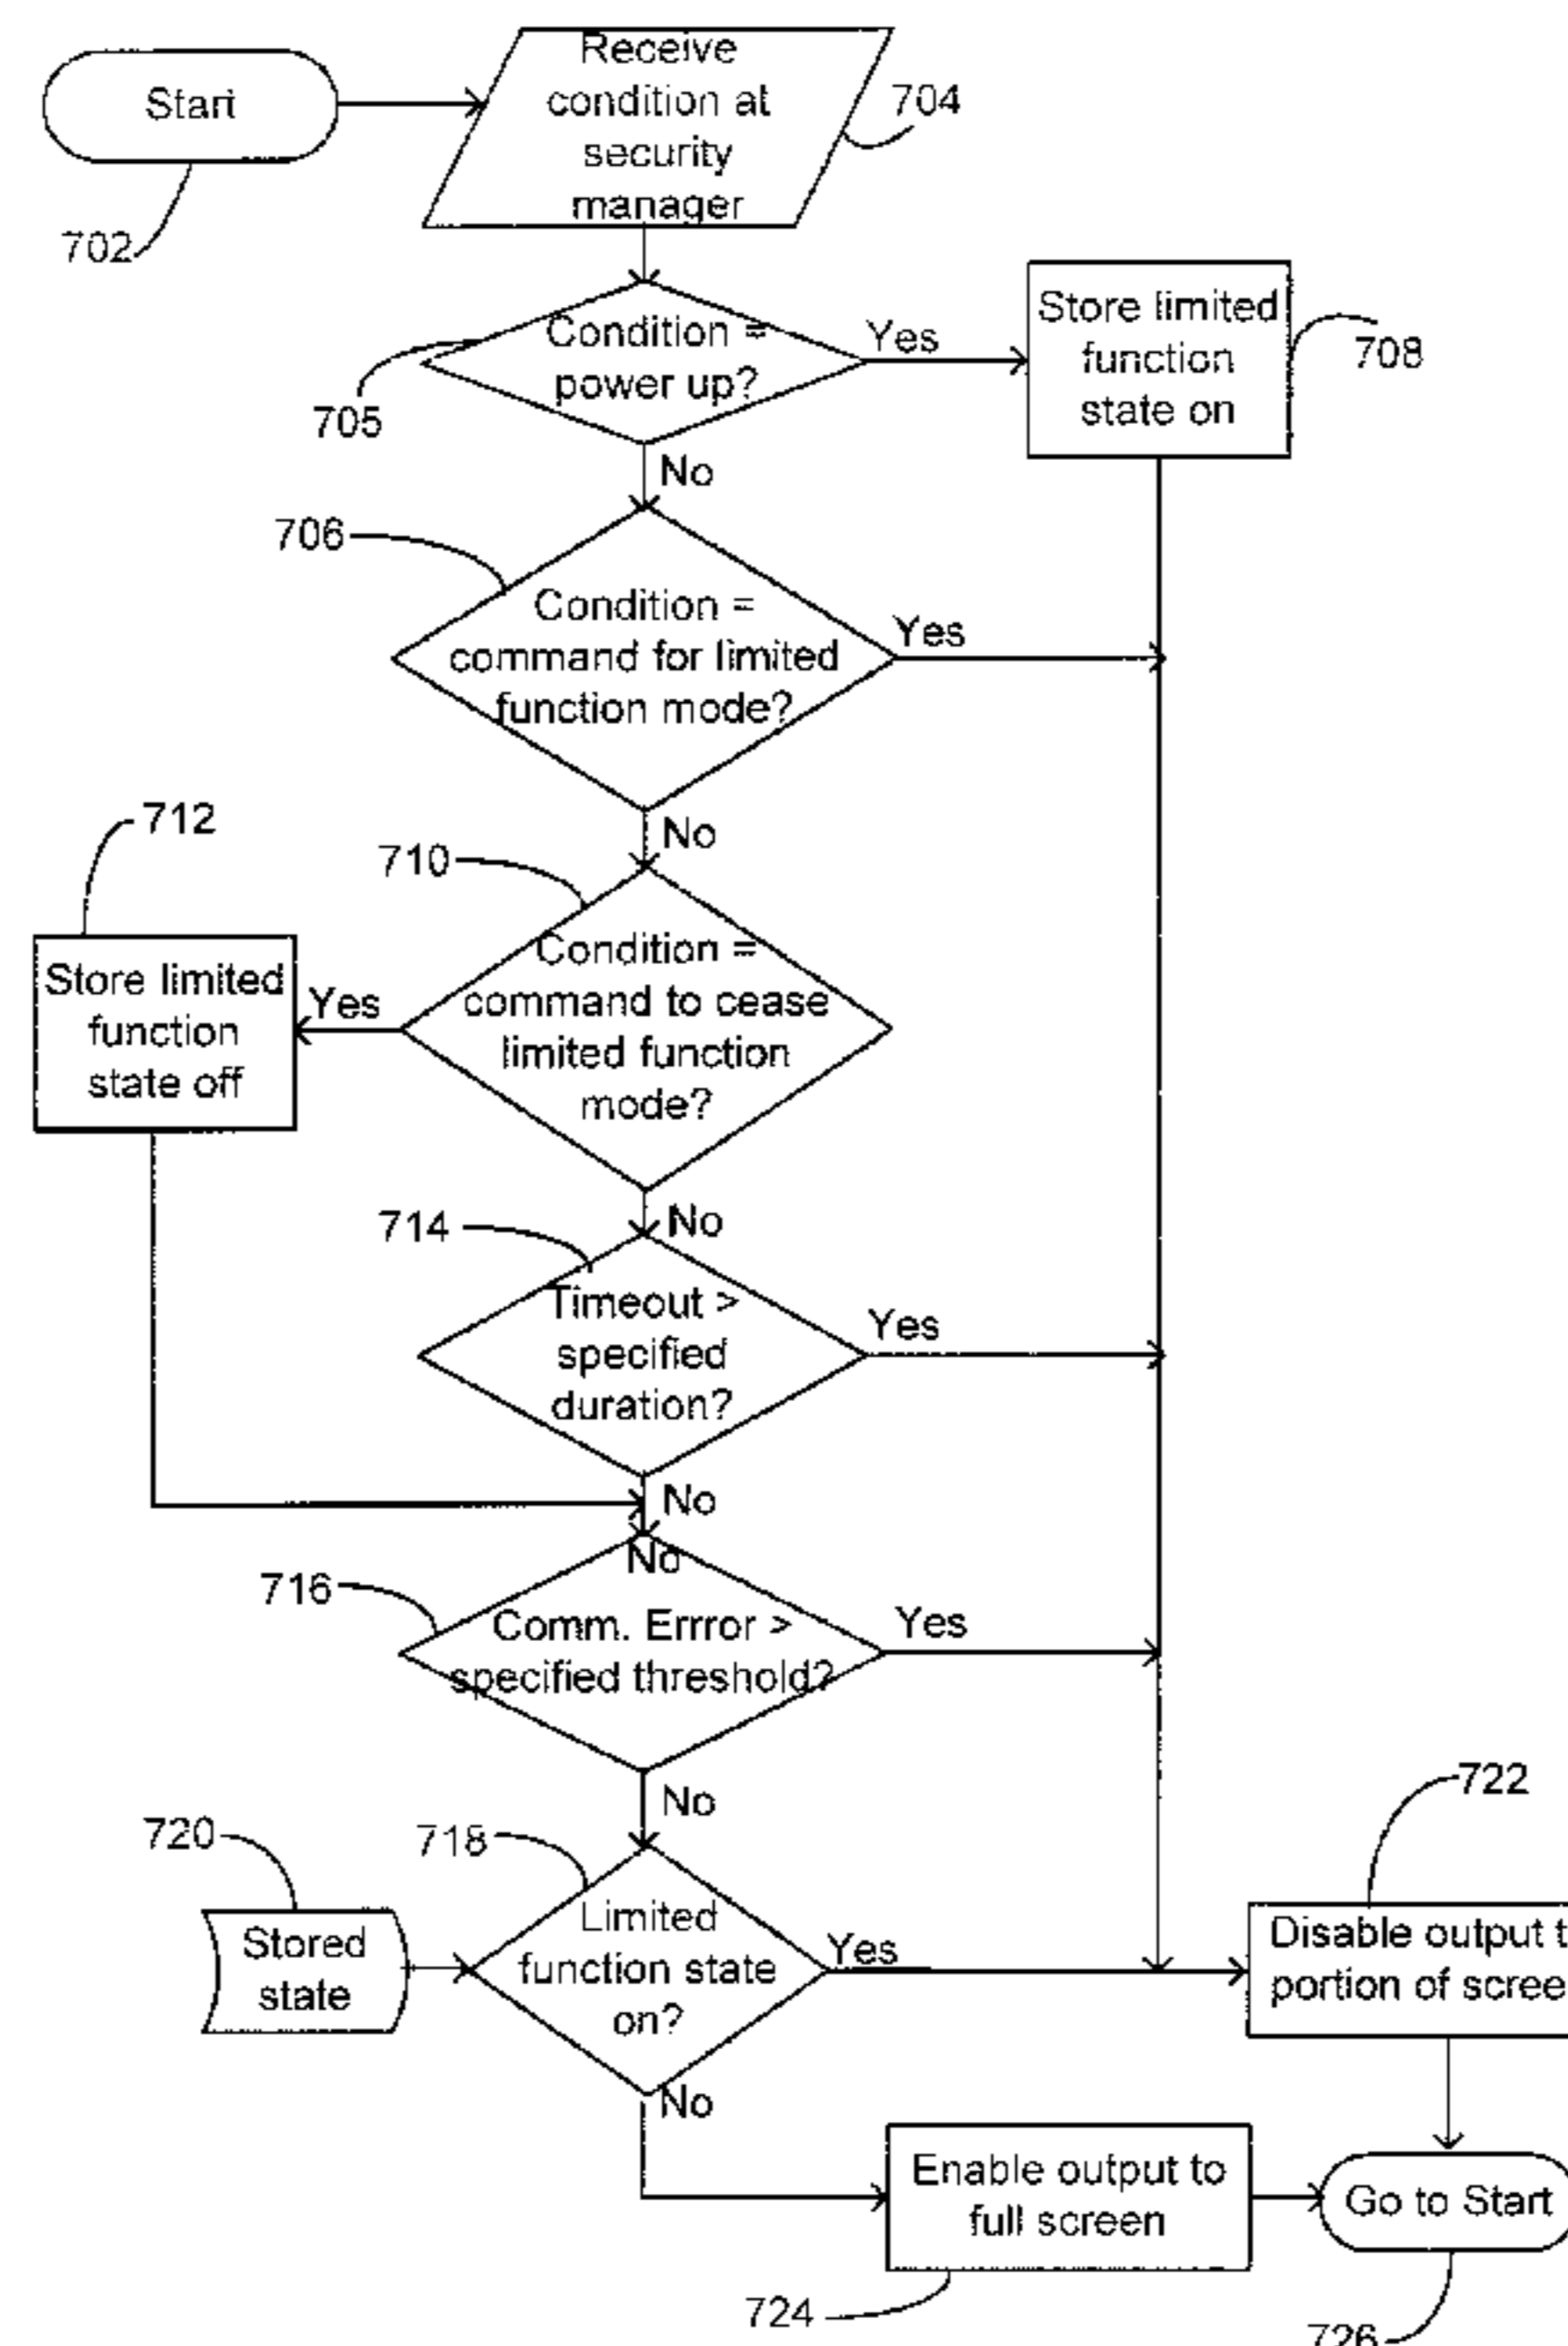 Start
Receive
condition at
security
manager
704
702
Condition =
power up?
Yes
705
Store limited
function
state on
708
No
706
Condition =
command for limited
function mode?
Yes
No
712
710
Condition =
command to cease
limited function
mode?
Yes
Store limited
function
state off
No
714
Timeout >
specified
duration?
Yes
No
No
716
Comm. Errror >
specified threshold?
Yes
No
720
718
722
Stored
state
Limited
function state
on?
Yes
Disable output t
portion of scree
No
Enable output to
full screen
Go to Start
724
726